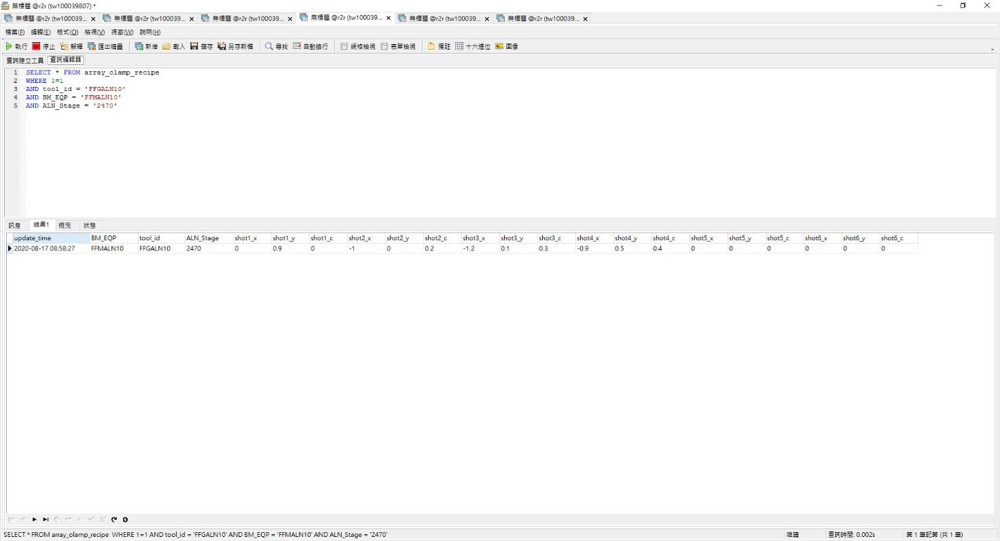 無標題 @r2r (tw100039807) *
無標題 @r2r (tw100039... 無標題 @r2r (tw100039... 無標題 @r2r (tw100039... 無標題 @r2r (tw100039... 無標題 @r2r (tw100039... 無標題 @r2r (tw100039...
檔案(F) 編輯(E) 格式(O) 檢視(V) 視窗(W) 說明(H)
執行 停止 解釋 匯出精靈 新增 載入 儲存 另存新檔 尋找 自動換行 網格檢視 表單檢視 備註 十六進位 圖像
查詢建立工具 查詢編輯器
1 SELECT * FROM array_olamp_recipe
2 WHERE 1=1
3 AND tool_id = 'FFGALN10'
4 AND BM_EQP = 'FFMALN10'
5 AND ALN_Stage = '2470'
訊息 結果1 概況 狀態
update_time BM_EQP tool_id ALN_Stage shot1_x shot1_y shot1_c shot2_x shot2_y shot2_c shot3_x shot3_y shot3_c shot4_x shot4_y shot4_c shot5_x shot5_y shot5_c shot6_x shot6_y shot6_c
2020-08-17 08:58:27 FFMALN10 FFGALN10 2470 0 0.9 0 -1 0 0.2 -1.2 0.1 0.3 -0.9 0.5 0.4 0 0 0 0 0 0
SELECT * FROM array_olamp_recipe WHERE 1=1 AND tool_id = 'FFGALN10' AND BM_EQP = 'FFMALN10' AND ALN_Stage = '2470' 唯讀 查詢時間: 0.002s 第 1 筆記第 (共 1 筆)